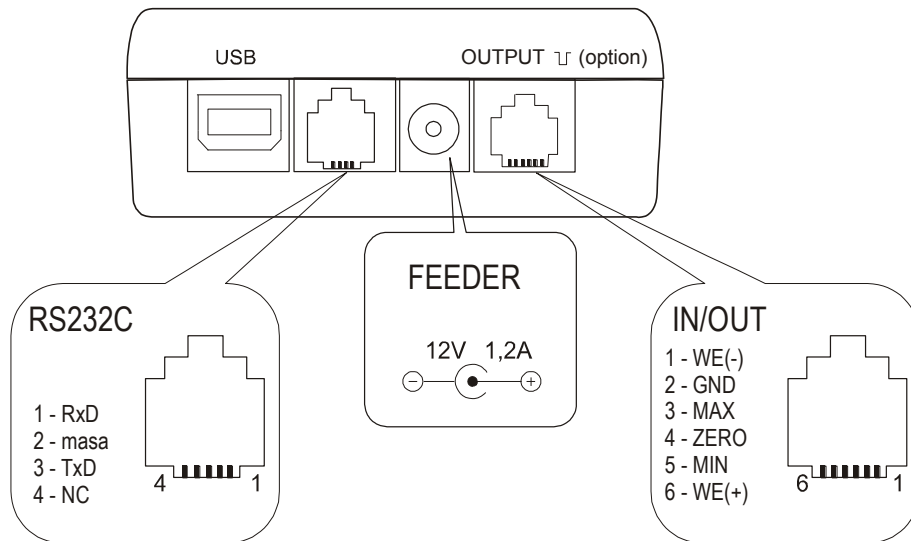 USB
OUTPUT (option)
FEEDER
12V 1,2A
RS232C
1 - RxD
2 - masa
3 - TxD
4 - NC
4 1
IN/OUT
1 - WE(-)
2 - GND
3 - MAX
4 - ZERO
5 - MIN
6 - WE(+)
6 1